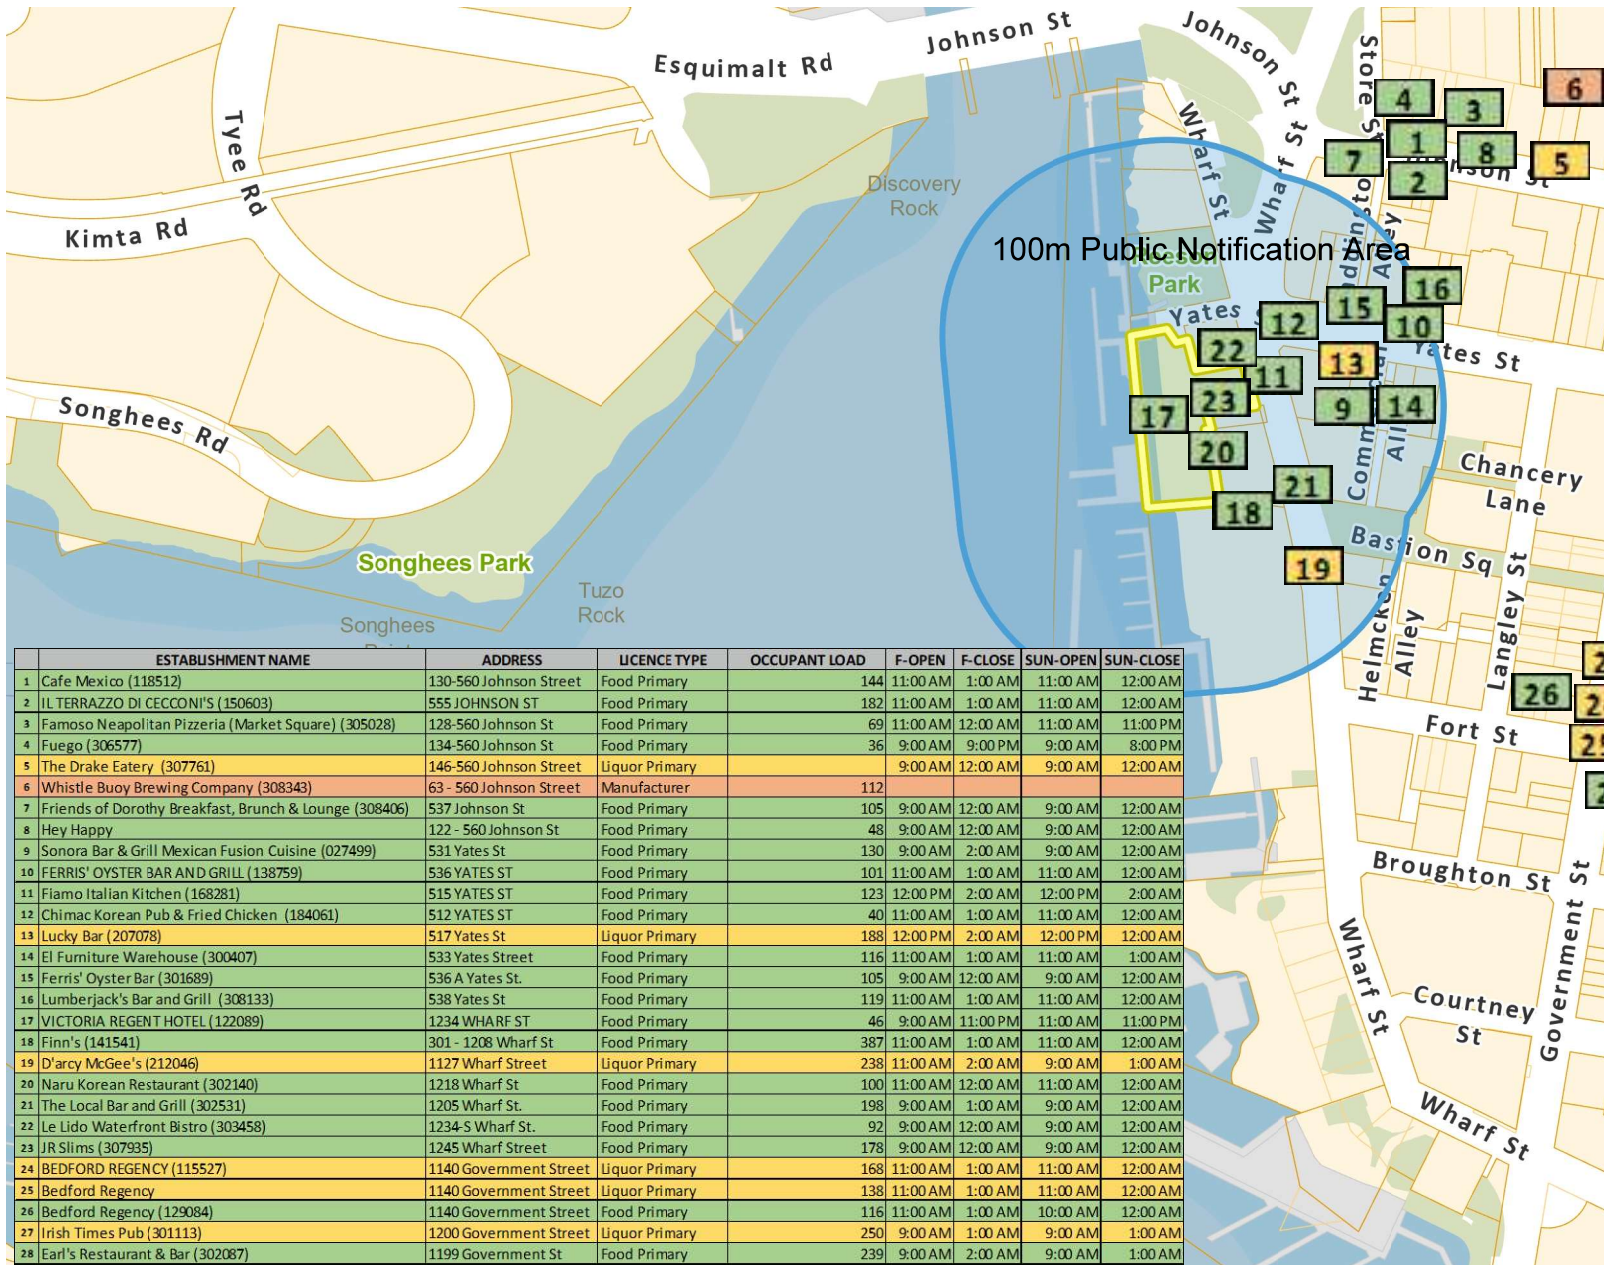 Esquimalt Rd
Johnson St
Johnson St
Store St
Tyee Rd
Kimta Rd
Songhees Rd
Discovery
Rock
Wharf St
Wharf St
4
3
6
1
7
8
5
2
100m Public Notification Area
Reeson
Park
Yates
16
15
12
10
22
13
11
Yates St
23
17
9
14
20
21
18
19
Chancery
Lane
Bastion Sq
Helmcken
Alley
Langley St
Songhees Park
Tuzo
Rock
Songhees
26
Fort St
Broughton St
Government St
Wharf St
Courtney
St
Wharf St
ESTABLISHMENT NAME ADDRESS LICENCE TYPE OCCUPANT LOAD F-OPEN F-CLOSE SUN-OPEN SUN-CLOSE
1 Cafe Mexico (118512) 130-560 Johnson Street Food Primary 144 11:00 AM 1:00 AM 11:00 AM 12:00 AM
2 IL TERRAZZO DI CECCONI'S (150603) 555 JOHNSON ST Food Primary 182 11:00 AM 1:00 AM 11:00 AM 12:00 AM
3 Famoso Neapolitan Pizzeria (Market Square) (305028) 128-560 Johnson St Food Primary 69 11:00 AM 12:00 AM 11:00 AM 11:00 PM
4 Fuego (306577) 134-560 Johnson St Food Primary 36 9:00 AM 9:00 PM 9:00 AM 8:00 PM
5 The Drake Eatery (307761) 146-560 Johnson Street Liquor Primary 9:00 AM 12:00 AM 9:00 AM 12:00 AM
6 Whistle Buoy Brewing Company (308343) 63 - 560 Johnson Street Manufacturer 112
7 Friends of Dorothy Breakfast, Brunch & Lounge (308406) 537 Johnson St Food Primary 105 9:00 AM 12:00 AM 9:00 AM 12:00 AM
8 Hey Happy 122 - 560 Johnson St Food Primary 48 9:00 AM 12:00 AM 9:00 AM 12:00 AM
9 Sonora Bar & Grill Mexican Fusion Cuisine (027499) 531 Yates St Food Primary 130 9:00 AM 2:00 AM 9:00 AM 12:00 AM
10 FERRIS' OYSTER BAR AND GRILL (138759) 536 YATES ST Food Primary 101 11:00 AM 1:00 AM 11:00 AM 12:00 AM
11 Fiamo Italian Kitchen (168281) 515 YATES ST Food Primary 123 12:00 PM 2:00 AM 12:00 PM 2:00 AM
12 Chimac Korean Pub & Fried Chicken (184061) 512 YATES ST Food Primary 40 11:00 AM 1:00 AM 11:00 AM 12:00 AM
13 Lucky Bar (207078) 517 Yates St Liquor Primary 188 12:00 PM 2:00 AM 12:00 PM 12:00 AM
14 El Furniture Warehouse (300407) 533 Yates Street Food Primary 116 11:00 AM 1:00 AM 11:00 AM 1:00 AM
15 Ferris' Oyster Bar (301689) 536 A Yates St. Food Primary 105 9:00 AM 12:00 AM 9:00 AM 12:00 AM
16 Lumberjack's Bar and Grill (308133) 538 Yates St Food Primary 119 11:00 AM 1:00 AM 11:00 AM 12:00 AM
17 VICTORIA REGENT HOTEL (122089) 1234 WHARF ST Food Primary 46 9:00 AM 11:00 PM 11:00 AM 11:00 PM
18 Finn's (141541) 301 - 1208 Wharf St Food Primary 387 11:00 AM 1:00 AM 11:00 AM 12:00 AM
19 D'arcy McGee's (212046) 1127 Wharf Street Liquor Primary 238 11:00 AM 2:00 AM 9:00 AM 1:00 AM
20 Naru Korean Restaurant (302140) 1218 Wharf St Food Primary 100 11:00 AM 12:00 AM 11:00 AM 12:00 AM
21 The Local Bar and Grill (302531) 1205 Wharf St. Food Primary 198 9:00 AM 1:00 AM 9:00 AM 12:00 AM
22 Le Lido Waterfront Bistro (303458) 1234-S Wharf St. Food Primary 92 9:00 AM 12:00 AM 9:00 AM 12:00 AM
23 JR Slims (307935) 1245 Wharf Street Food Primary 178 9:00 AM 12:00 AM 9:00 AM 12:00 AM
24 BEDFORD REGENCY (115527) 1140 Government Street Liquor Primary 168 11:00 AM 1:00 AM 11:00 AM 12:00 AM
25 Bedford Regency 1140 Government Street Liquor Primary 138 11:00 AM 1:00 AM 11:00 AM 12:00 AM
26 Bedford Regency (129084) 1140 Government Street Food Primary 116 11:00 AM 1:00 AM 10:00 AM 12:00 AM
27 Irish Times Pub (301113) 1200 Government Street Liquor Primary 250 9:00 AM 1:00 AM 9:00 AM 1:00 AM
28 Earl's Restaurant & Bar (302087) 1199 Government St Food Primary 239 9:00 AM 2:00 AM 9:00 AM 1:00 AM